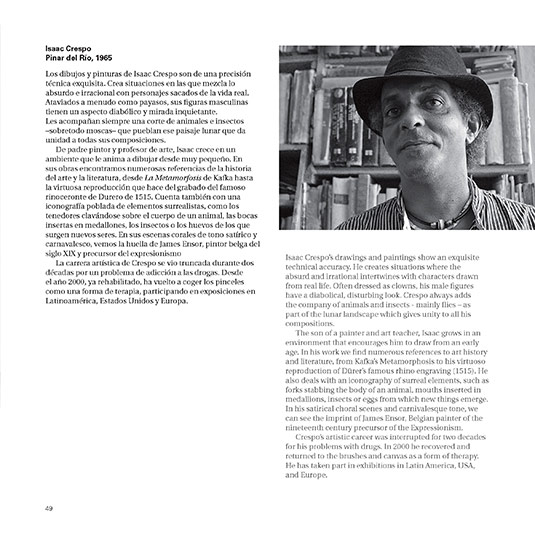 Isaac Crespo
Pinar del Río, 1965
Los dibujos y pinturas de Isaac Crespo son de una precisión
técnica exquisita. Crea situaciones en las que mezcla lo
absurdo e irracional con personajes sacados de la vida real.
Ataviados a menudo como payasos, sus figuras masculinas
tienen un aspecto diabólico y mirada inquietante.
Les acompañan siempre una corte de animales e insectos
–sobretodo moscas– que pueblan ese paisaje lunar que da
unidad a todas sus composiciones.
De padre pintor y profesor de arte, Isaac crece en un
ambiente que le anima a dibujar desde muy pequeño. En
sus obras encontramos numerosas referencias de la historia
del arte y la literatura, desde La Metamorfosis de Kafka hasta
la virtuosa reproducción que hace del grabado del famoso
rinoceronte de Durero de 1515. Cuenta también con una
iconografía poblada de elementos surrealistas, como los
tenedores clavándose sobre el cuerpo de un animal, las bocas
insertas en medallones, los insectos o los huevos de los que
surgen nuevos seres. En sus escenas corales de tono satírico y
carnavalesco, vemos la huella de James Ensor, pintor belga del
siglo XIX y precursor del expresionismo
La carrera artística de Crespo se vio truncada durante dos
décadas por un problema de adicción a las drogas. Desde
el año 2000, ya rehabilitado, ha vuelto a coger los pinceles
como una forma de terapia, participando en exposiciones en
Latinoamérica, Estados Unidos y Europa.
Isaac Crespo's drawings and paintings show an exquisite
technical accuracy. He creates situations where the
absurd and irrational intertwines with characters drawn
from real life. Often dressed as clowns, his male figures
have a diabolical, disturbing look. Crespo always adds
the company of animals and insects - mainly flies – as
part of the lunar landscape which gives unity to all his
compositions.
The son of a painter and art teacher, Isaac grows in an
environment that encourages him to draw from an early
age. In his work we find numerous references to art history
and literature, from Kafka's Metamorphosis to his virtuoso
reproduction of Dürer's famous rhino engraving (1515). He
also deals with an iconography of surreal elements, such as
forks stabbing the body of an animal, mouths inserted in
medallions, insects or eggs from which new things emerge.
In his satirical choral scenes and carnivalesque tone, we
can see the imprint of James Ensor, Belgian painter of the
nineteenth century precursor of the Expressionism.
Crespo's artistic career was interrupted for two decades
for his problems with drugs. In 2000 he recovered and
returned to the brushes and canvas as a form of therapy.
He has taken part in exhibitions in Latin America, USA,
and Europe.
49